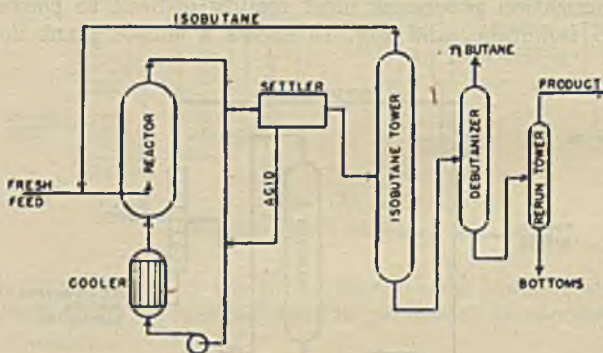 ISOBUTANE
η BUTANE
PRODUCT
SETTLER
REACTOR
ACID
ISOBUTANE TOWER
DEBUTANIZER
RERUN TOWER
FRESH
FEED
COOLER
BOTTOMS